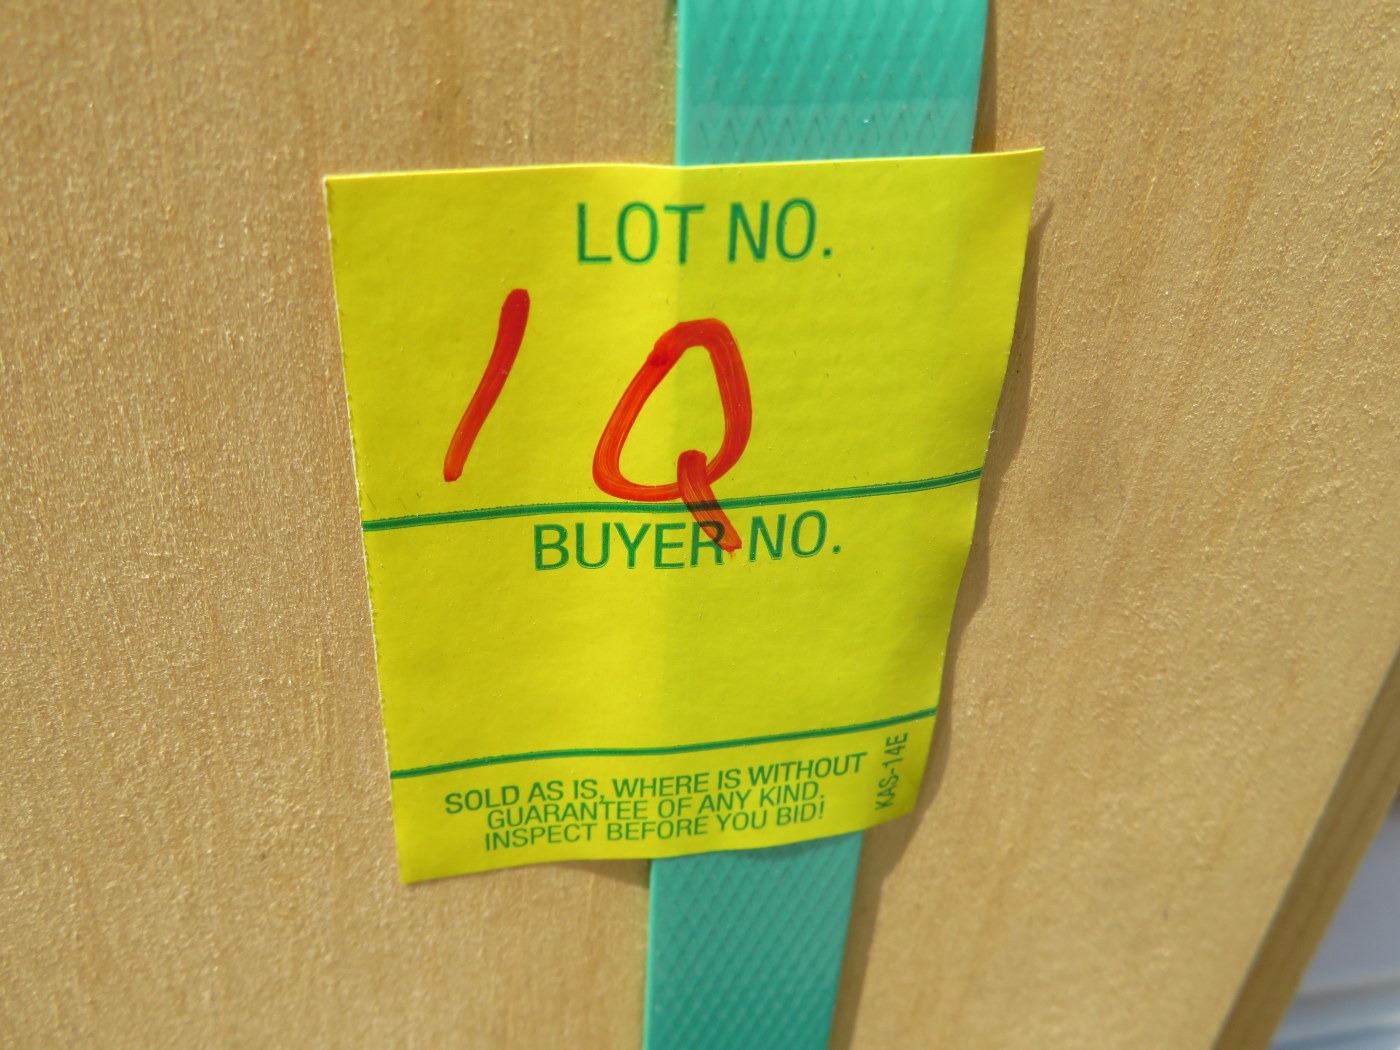 LOT NO.
1Q
BUYER NO.
SOLD AS IS, WHERE IS WITHOUT
GUARANTEE OF ANY KIND.
INSPECT BEFORE YOU BID!
KAS-14E